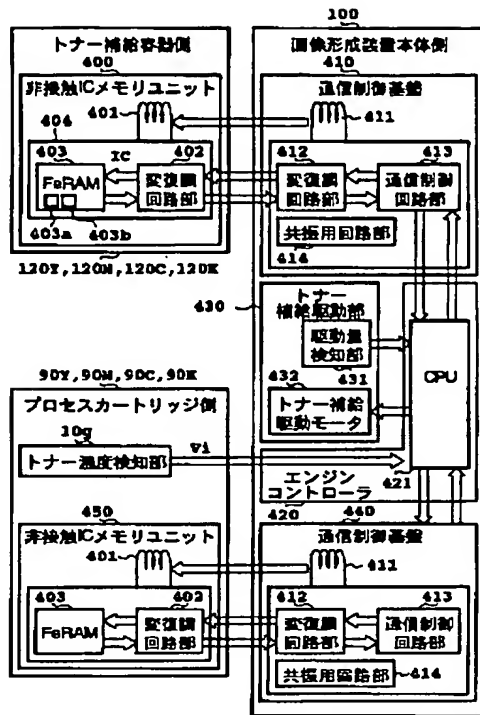 100
トナー補給容器側
画像形成装置本体側
400
410
非接触ICメモリユニット
通信制御基盤
401
411
404
IC
403
402
412
413
FeRAM
変復調
回路部
変復調
回路部
通信制御
回路部
403a
403b
共振用回路部
414
120Y,120M,120C,120K
430
トナー
補給駆動部
駆動量
検知部
431
CPU
432
トナー補給
駆動モータ
421
90Y,90M,90C,90K
プロセスカートリッジ側
10g
トナー濃度検知部
Vi
エンジン
コントローラ
420
450
440
非接触ICメモリユニット
通信制御基盤
401
411
403
402
412
413
FeRAM
変復調
回路部
変復調
回路部
通信制御
回路部
共振用回路部
414